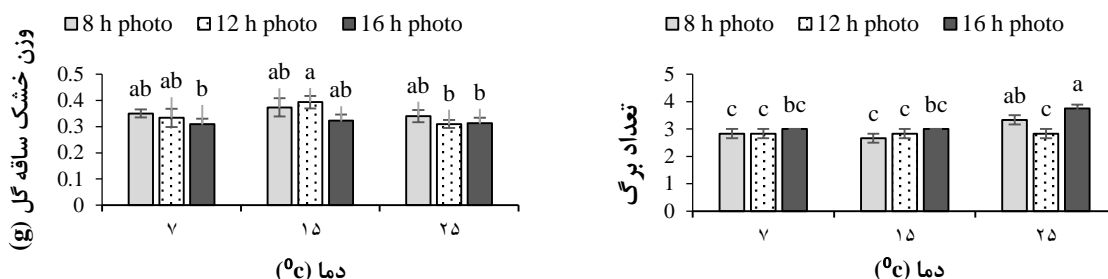 8 h photo 12 h photo 16 h photo
وزن خشک ساقه گل (g)
0.5
0.4
0.3
0.2
0.1
0
ab ab b ab a ab ab b b
۷ ۱۵ ۲۵
دما (⁰c)
8 h photo 12 h photo 16 h photo
تعداد برگ
5
4
3
2
1
0
c c bc c c bc ab c a
۷ ۱۵ ۲۵
دما (⁰c)